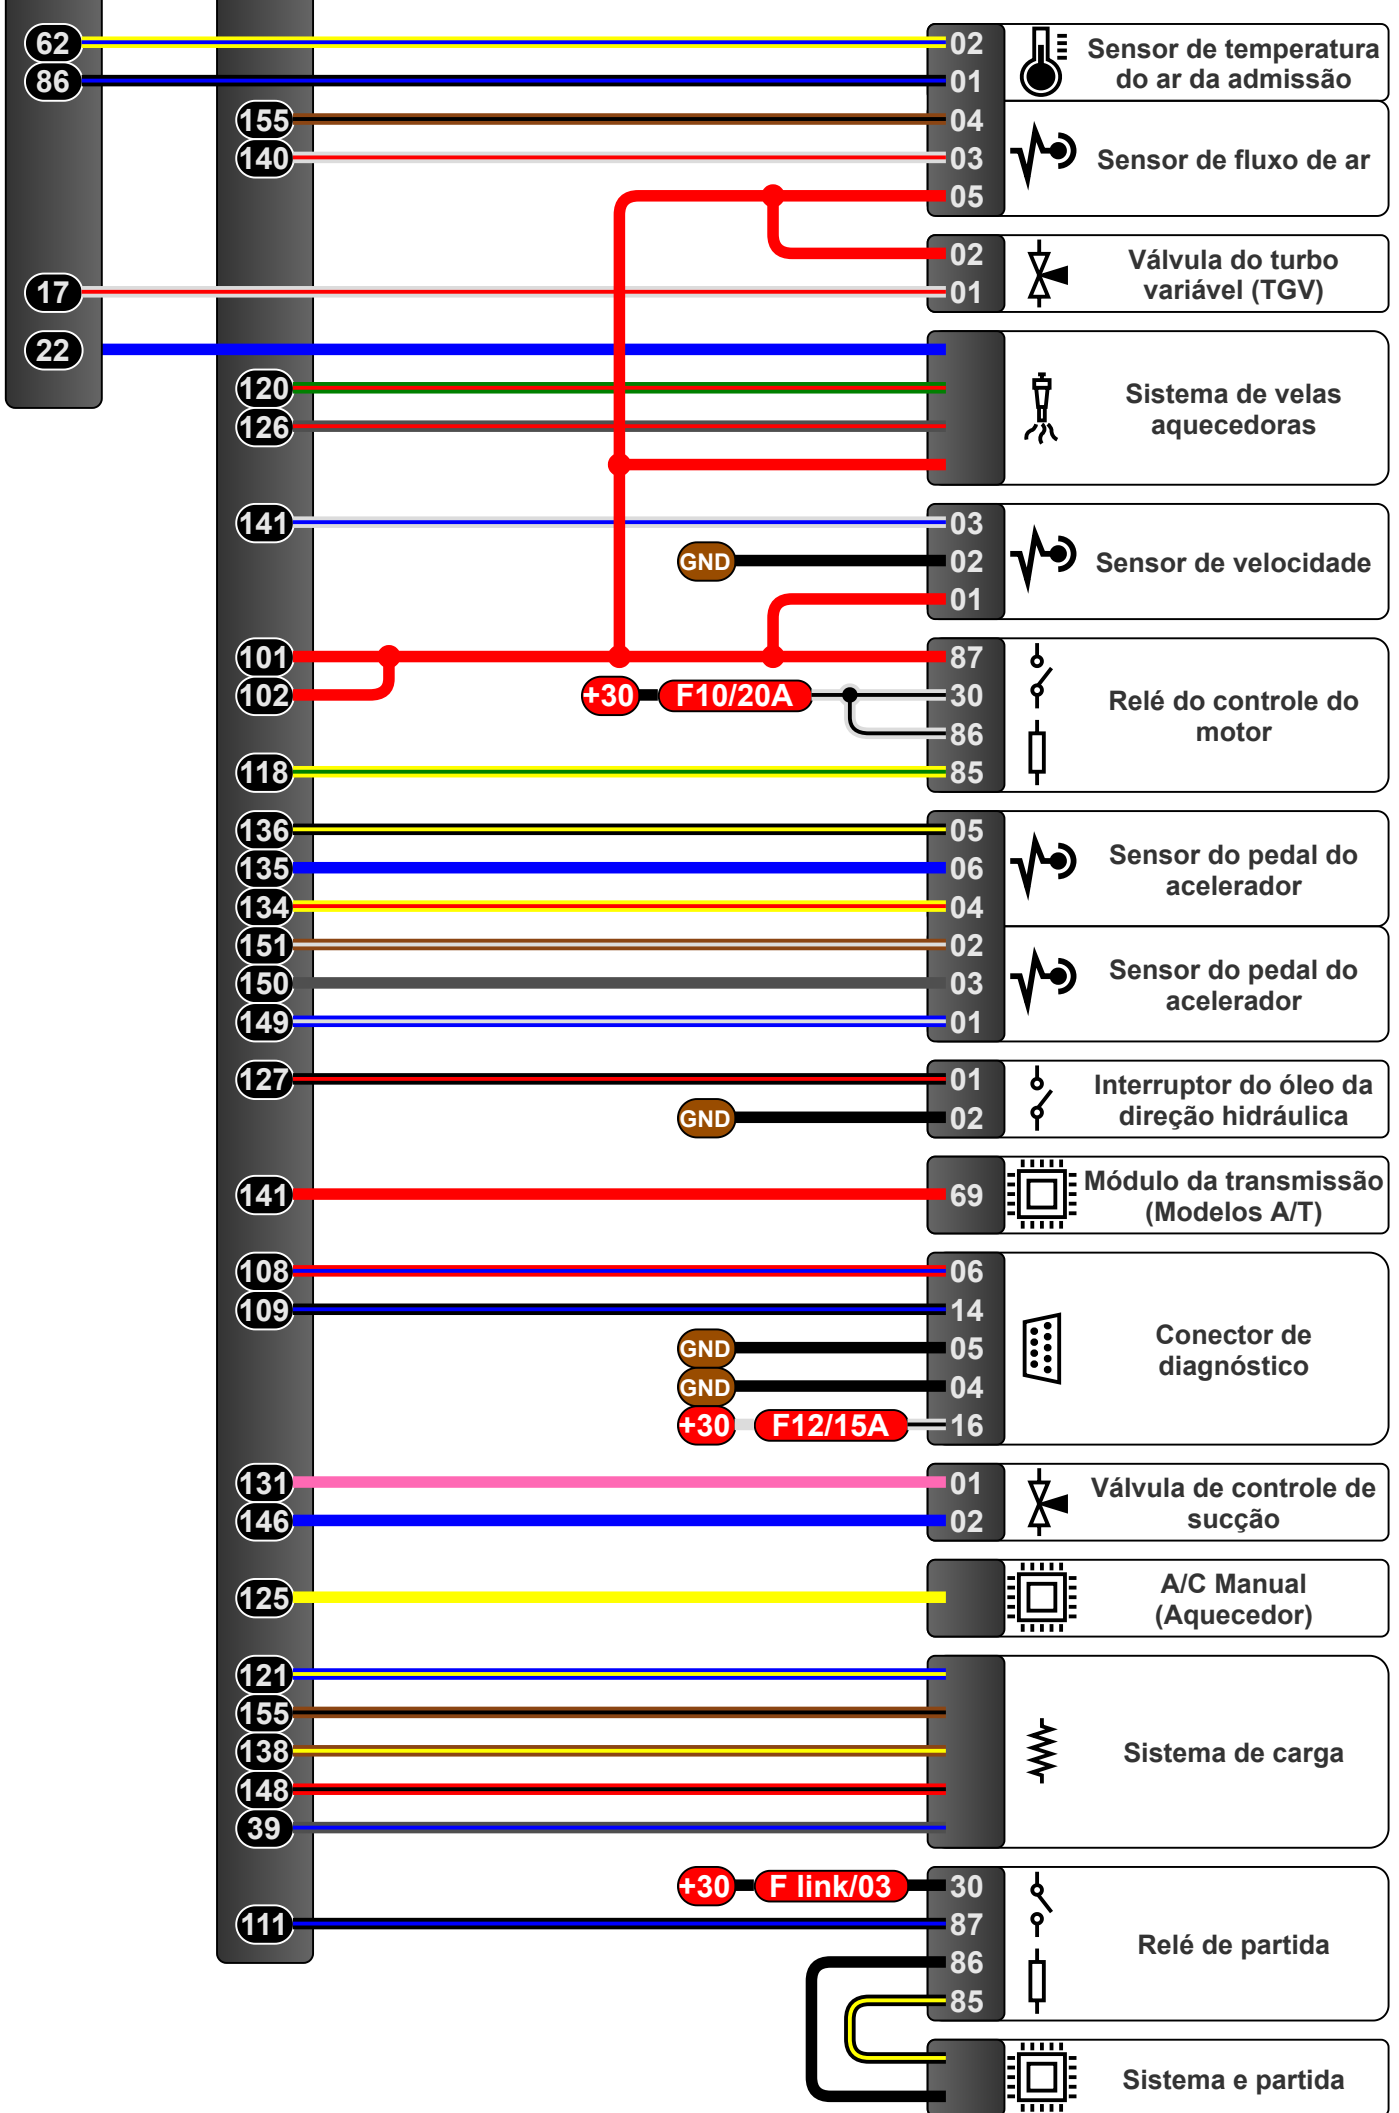 62
02
Sensor de temperatura
do ar da admissão
86
01
155
04
Sensor de fluxo de ar
140
03
05
02
Válvula do turbo
variável (TGV)
17
01
22
120
Sistema de velas
aquecedoras
126
141
03
GND
02
Sensor de velocidade
01
101
87
Relé do controle do
motor
102
+30
F10/20A
30
86
118
85
136
05
Sensor do pedal do
acelerador
135
06
134
04
151
02
Sensor do pedal do
acelerador
150
03
149
01
127
01
Interruptor do óleo da
direção hidráulica
GND
02
141
69
Módulo da transmissão
(Modelos A/T)
108
06
109
14
GND
05
Conector de
diagnóstico
GND
04
+30
F12/15A
16
131
01
Válvula de controle de
sucção
146
02
125
A/C Manual
(Aquecedor)
121
155
138
Sistema de carga
148
39
+30
F link/03
30
111
87
Relé de partida
86
85
Sistema e partida